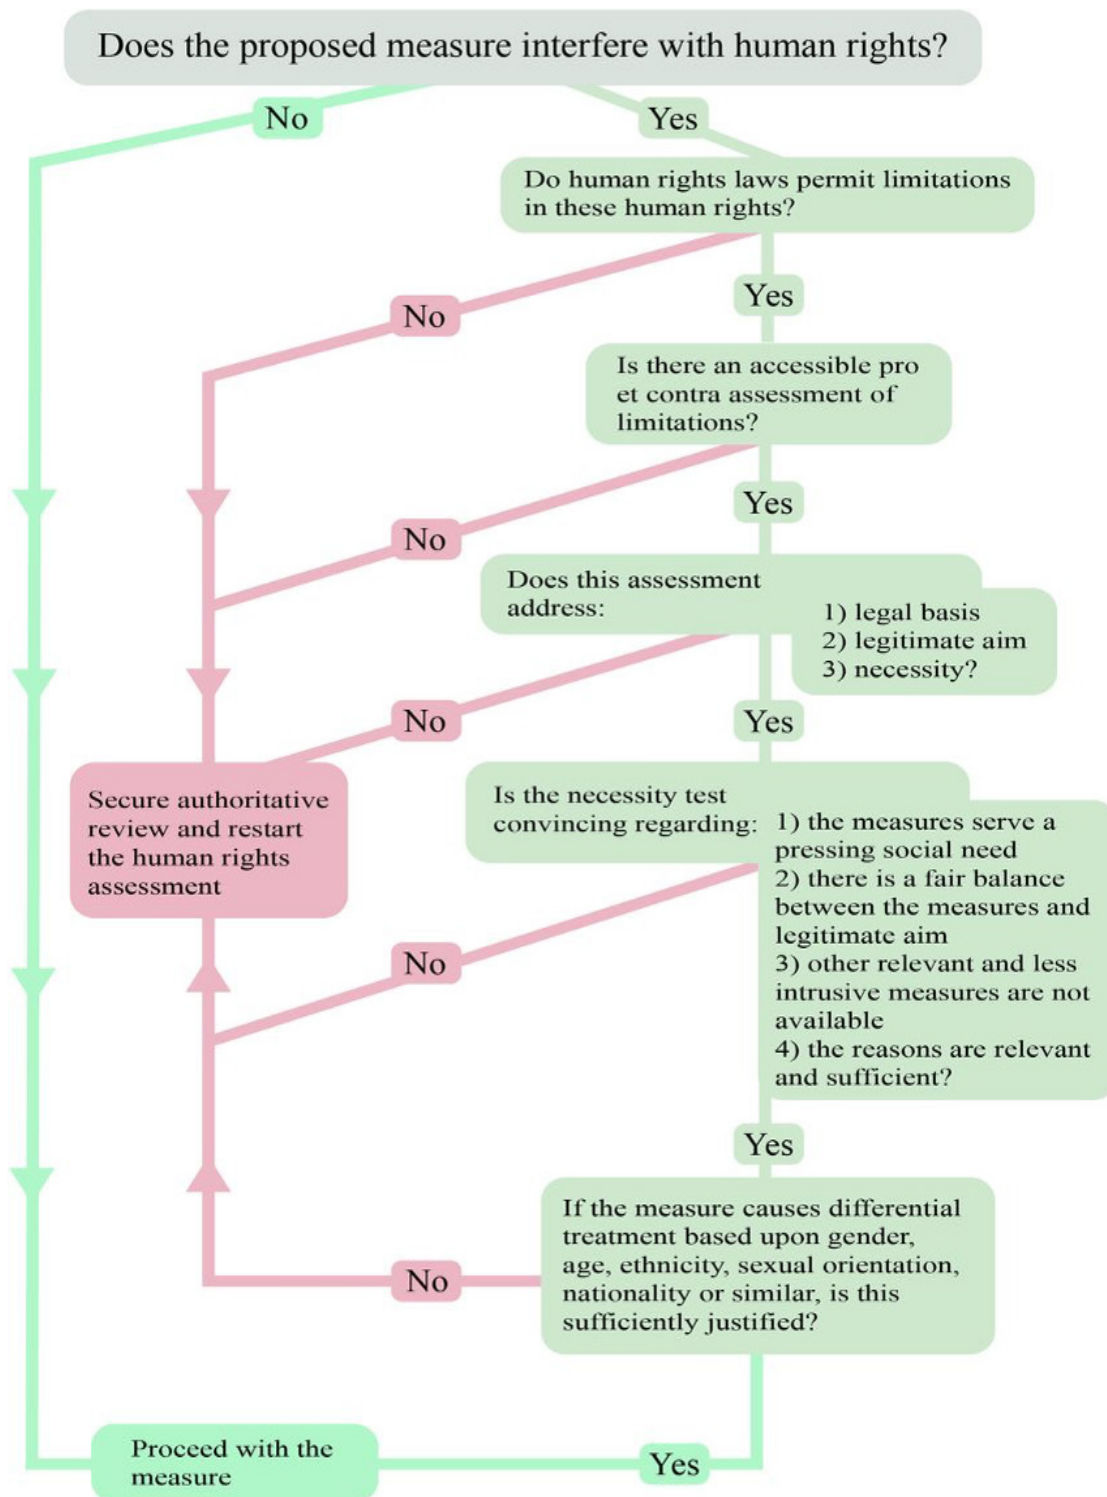 Does the proposed measure interfere with human rights?
No
Yes
Do human rights laws permit limitations
in these human rights?
No
Yes
Is there an accessible pro
et contra assessment of
limitations?
Yes
No
Does this assessment
address:
1) legal basis
2) legitimate aim
3) necessity?
No
Yes
Secure authoritative
review and restart
the human rights
assessment
Is the necessity test
convincing regarding:
1) the measures serve a
pressing social need
2) there is a fair balance
between the measures and
legitimate aim
3) other relevant and less
intrusive measures are not
available
4) the reasons are relevant
and sufficient?
No
Yes
If the measure causes differential
treatment based upon gender,
age, ethnicity, sexual orientation,
nationality or similar, is this
sufficiently justified?
No
Proceed with the
measure
Yes